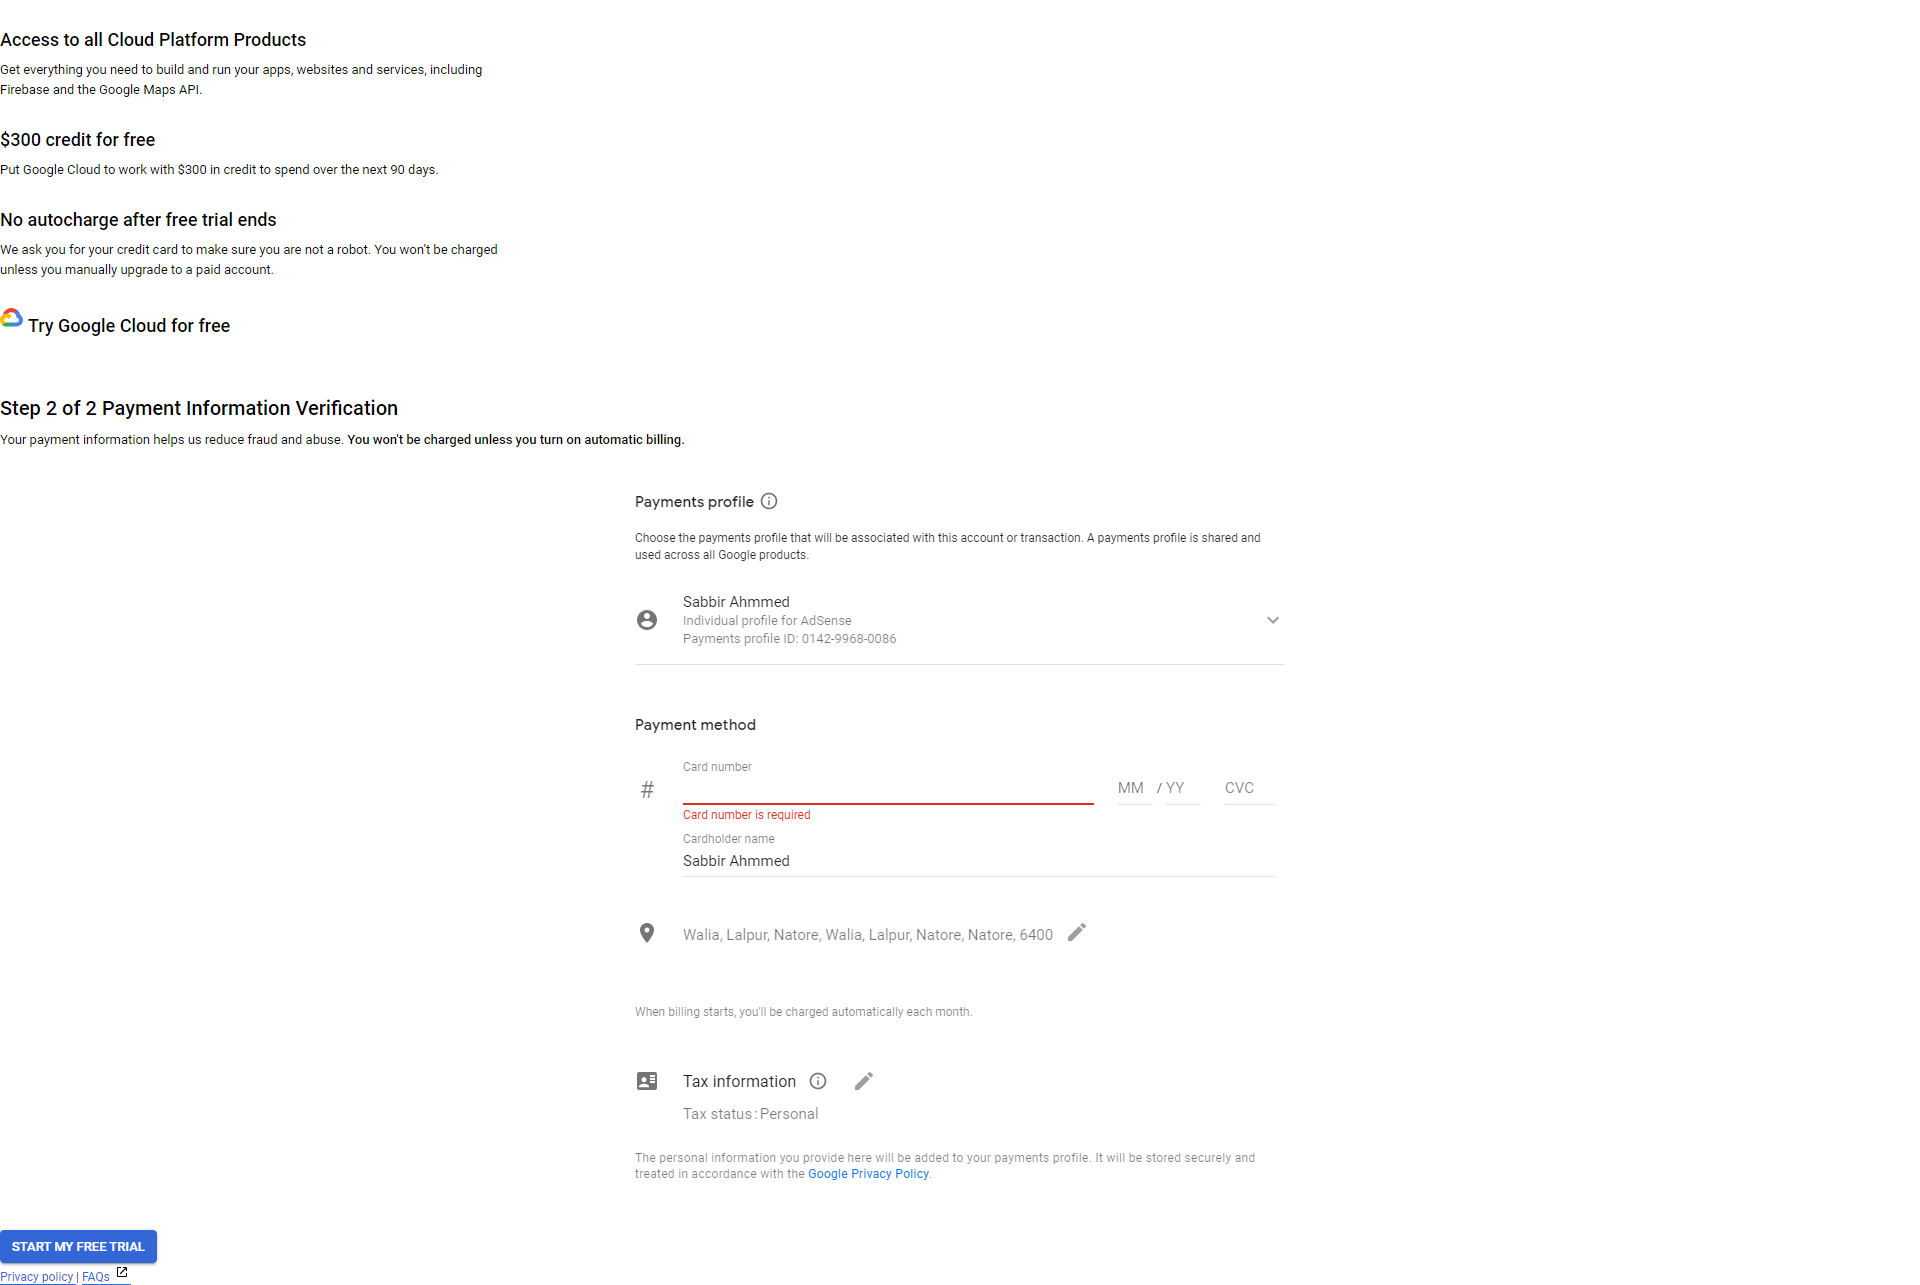 Access to all Cloud Platform Products
Get everything you need to build and run your apps, websites and services, including
Firebase and the Google Maps API.
$300 credit for free
Put Google Cloud to work with $300 in credit to spend over the next 90 days.
No autocharge after free trial ends
We ask you for your credit card to make sure you are not a robot. You won’t be charged
unless you manually upgrade to a paid account.
Try Google Cloud for free
Step 2 of 2 Payment Information Verification
Your payment information helps us reduce fraud and abuse. You won't be charged unless you turn on automatic billing.
Payments profile
Choose the payments profile that will be associated with this account or transaction. A payments profile is shared and
used across all Google products.
Sabbir Ahmmed
Individual profile for AdSense
Payments profile ID: 0142-9968-0086
Payment method
Card number
# MM / YY CVC
Card number is required
Cardholder name
Sabbir Ahmmed
Walia, Lalpur, Natore, Walia, Lalpur, Natore, Natore, 6400
When billing starts, you'll be charged automatically each month.
Tax information
Tax status: Personal
The personal information you provide here will be added to your payments profile. It will be stored securely and
treated in accordance with the Google Privacy Policy.
START MY FREE TRIAL
Privacy policy | FAQs